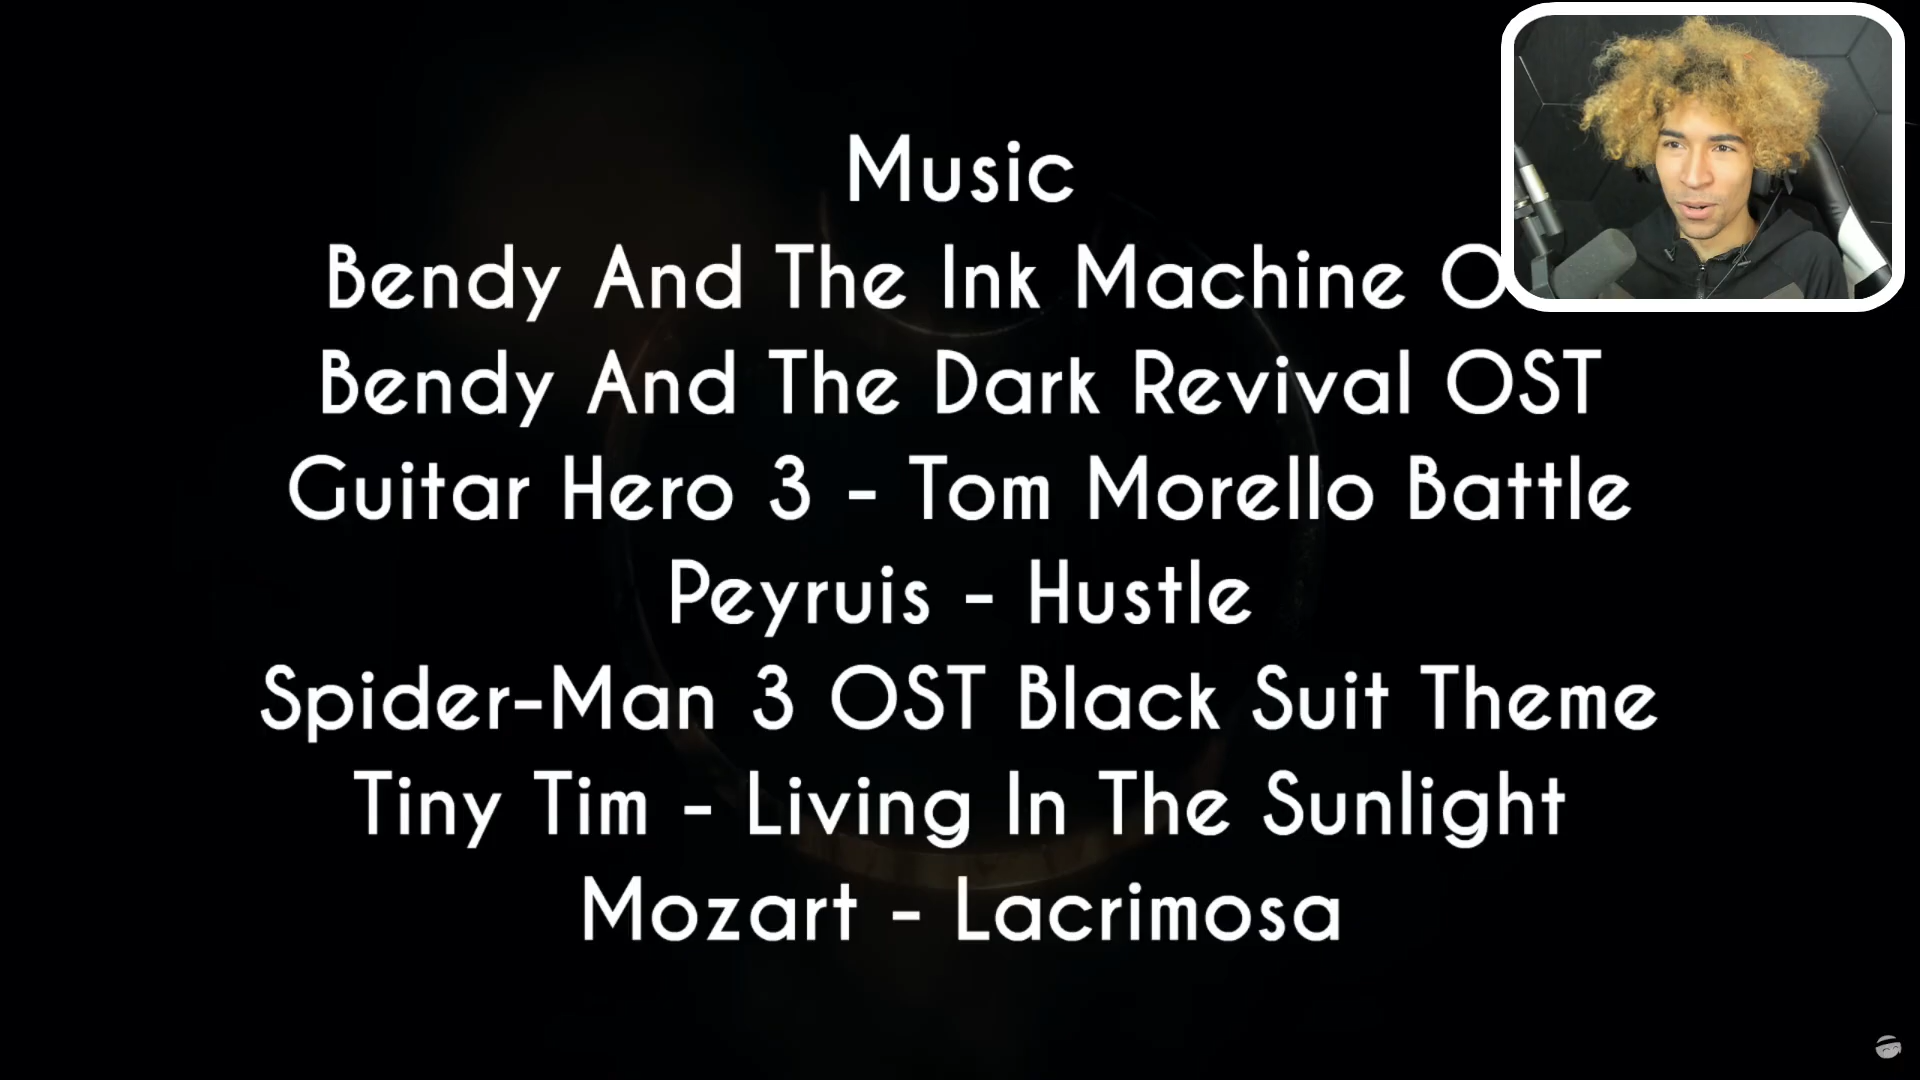 Music
Bendy And The Ink Machine
Bendy And The Dark Revival OST
Guitar Hero 3 - Tom Morello Battle
Peyruis - Hustle
Spider-Man 3 OST Black Suit Theme
Tiny Tim - Living In The Sunlight
Mozart - Lacrimosa